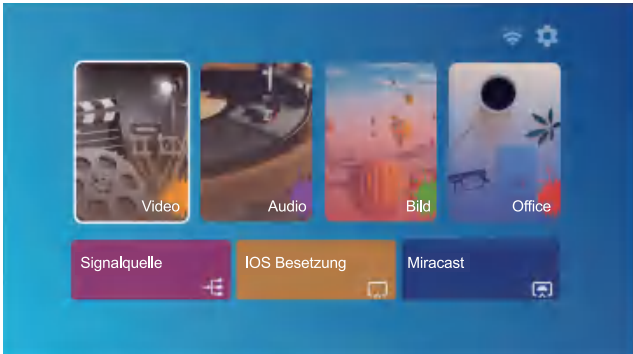 Video
Audio
Bild
Office
Signalquelle
IOS Besetzung
Miracast